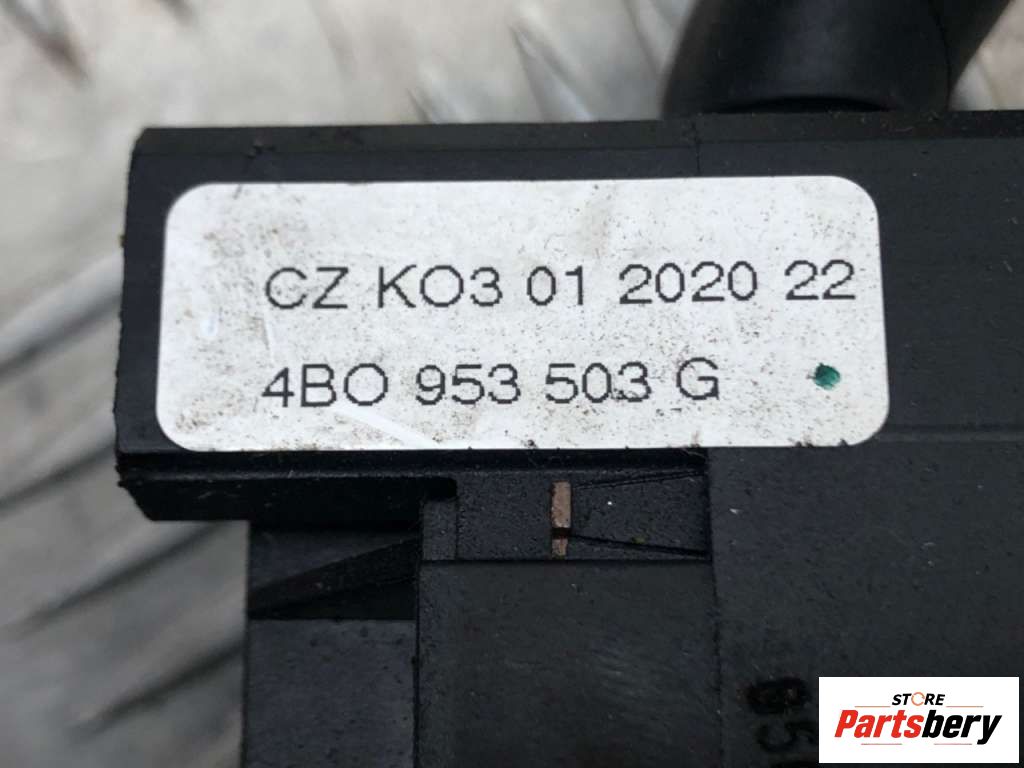 CZ KO3 01 2020 22
4BO 953 503 G
STORE
Partsbery